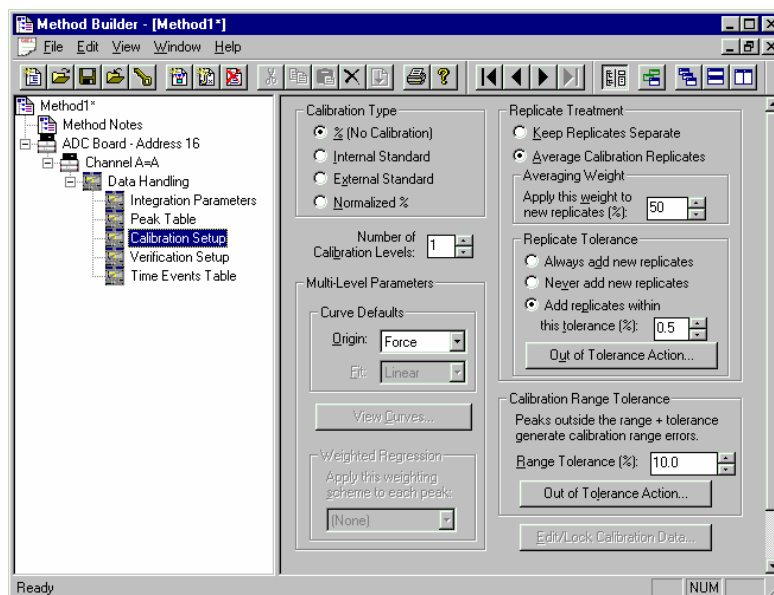 Method Builder - [Method1*]
File Edit View Window Help
Method1*
Method Notes
ADC Board - Address 16
Channel A=A
Data Handling
Integration Parameters
Peak Table
Calibration Setup
Verification Setup
Time Events Table
Calibration Type
% (No Calibration)
Internal Standard
External Standard
Normalized %
Number of
Calibration Levels:
1
Multi-Level Parameters
Curve Defaults
Origin: Force
Fit: Linear
View Curves...
Weighted Regression
Apply this weighting
scheme to each peak:
(None)
Replicate Treatment
Keep Replicates Separate
Average Calibration Replicates
Averaging Weight
Apply this weight to
new replicates (%):
50
Replicate Tolerance
Always add new replicates
Never add new replicates
Add replicates within
this tolerance (%): 0.5
Out of Tolerance Action...
Calibration Range Tolerance
Peaks outside the range + tolerance
generate calibration range errors.
Range Tolerance (%): 10.0
Out of Tolerance Action...
Edit/Lock Calibration Data...
Ready
NUM